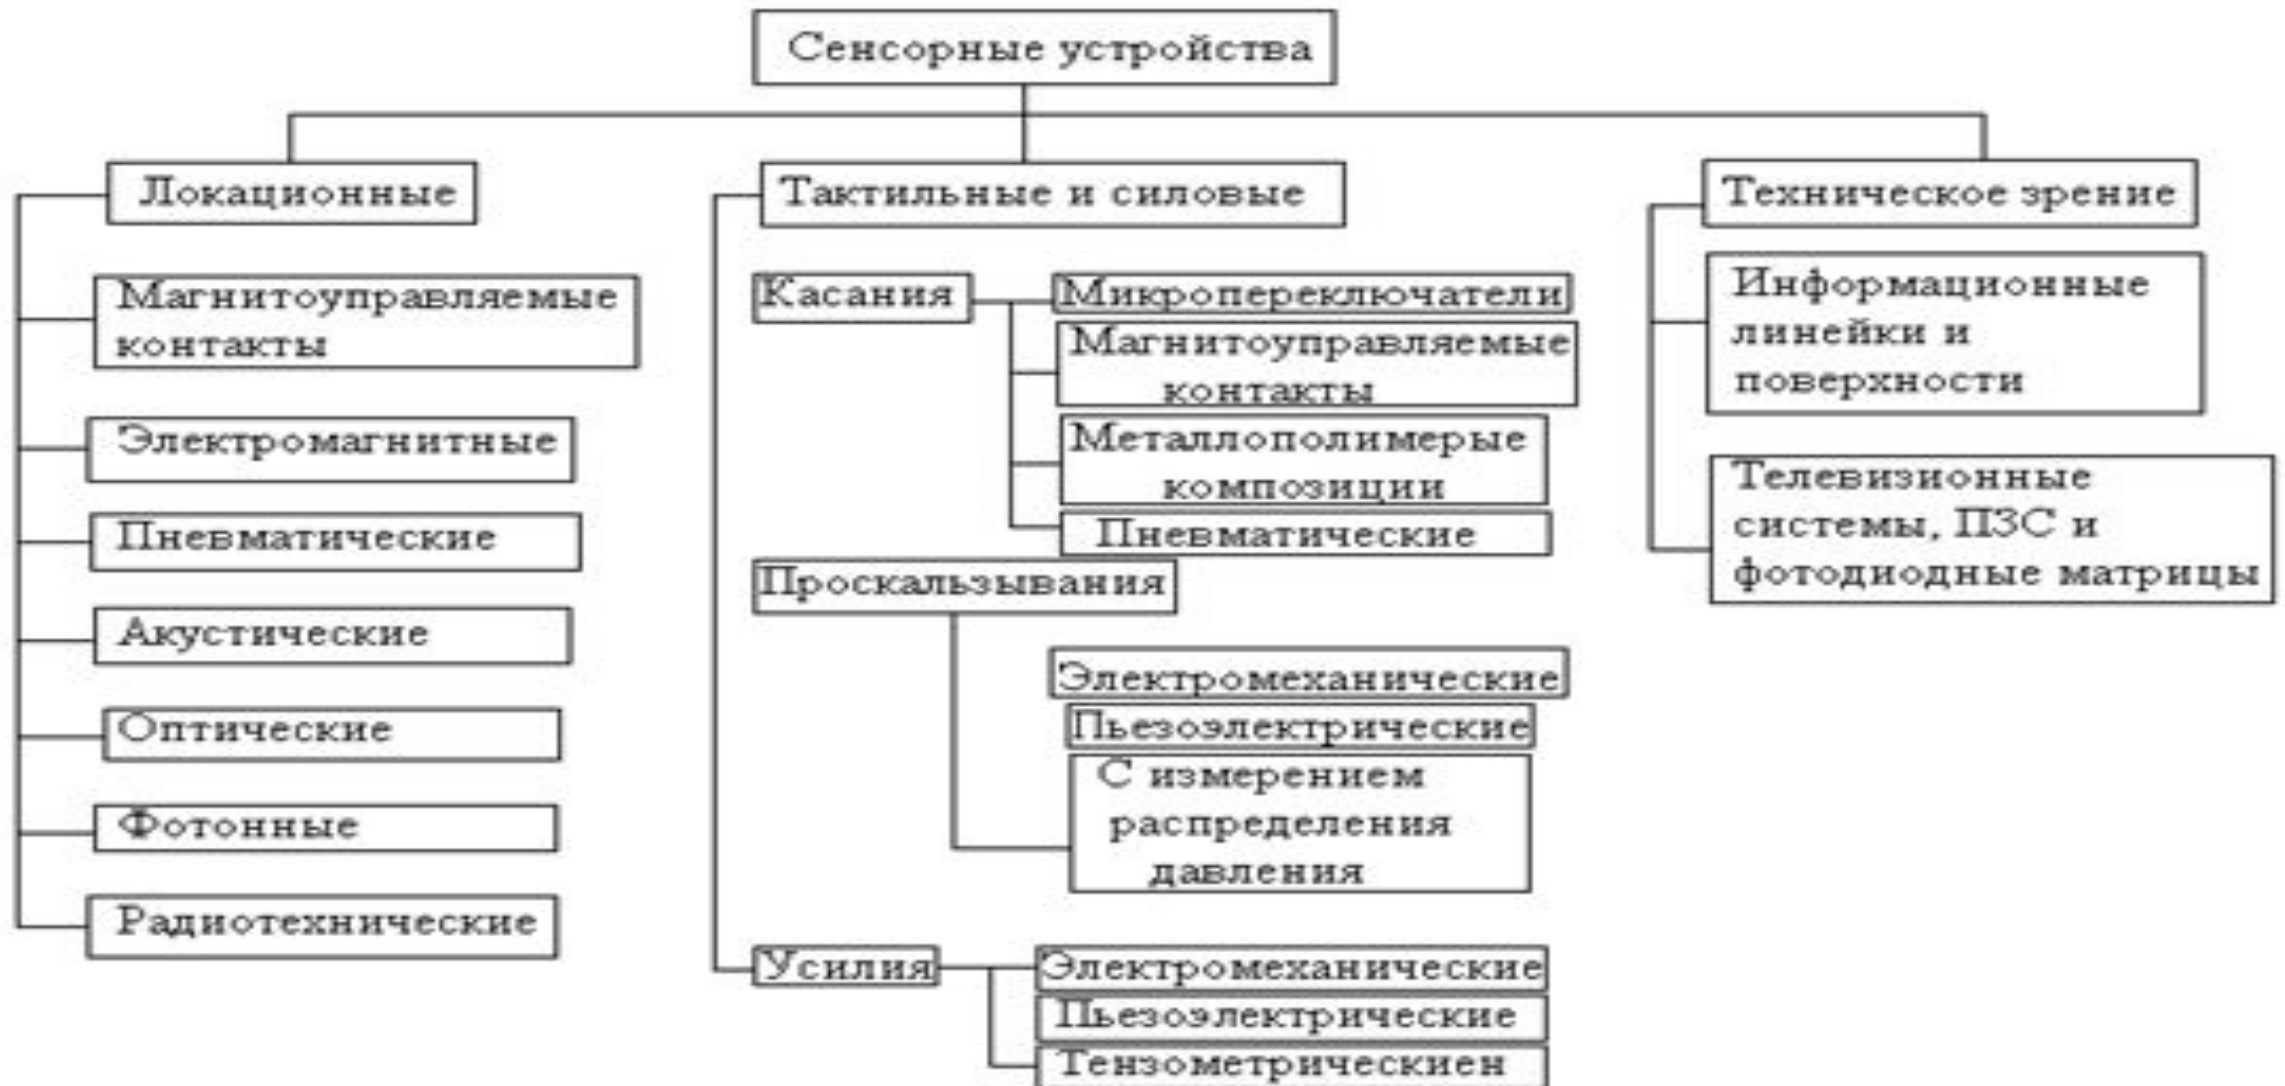 Сенсорные устройства
Локационные
Магнитоуправляемые
контакты
Электромагнитные
Пневматические
Акустические
Оптические
Фотонные
Радиотехнические
Тактильные и силовые
Касания
Микропереключатели
Магнитоуправляемые
контакты
Металлополимерые
композиции
Пневматические
Проскальзывания
Электромеханические
Пьезоэлектрические
С измерением
распределения
давления
Усилия
Электромеханические
Пьезоэлектрические
Тензометрическиен
Техническое зрение
Информационные
линейки и
поверхности
Телевизионные
системы, ПЗС и
фотодиодные матрицы